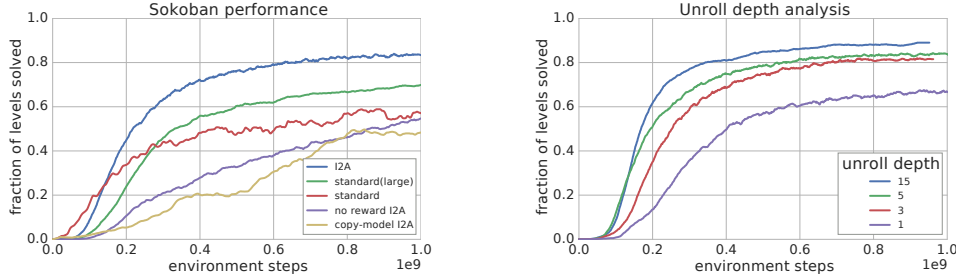 Sokoban performance
fraction of levels solved
1.0
0.8
0.6
0.4
0.2
0.0
0.0 0.2 0.4 0.6 0.8 1.0
environment steps
1e9
I2A
standard(large)
standard
no reward I2A
copy-model I2A
Unroll depth analysis
fraction of levels solved
1.0
0.8
0.6
0.4
0.2
0.0
0.0 0.2 0.4 0.6 0.8 1.0
environment steps
1e9
unroll depth
15
5
3
1